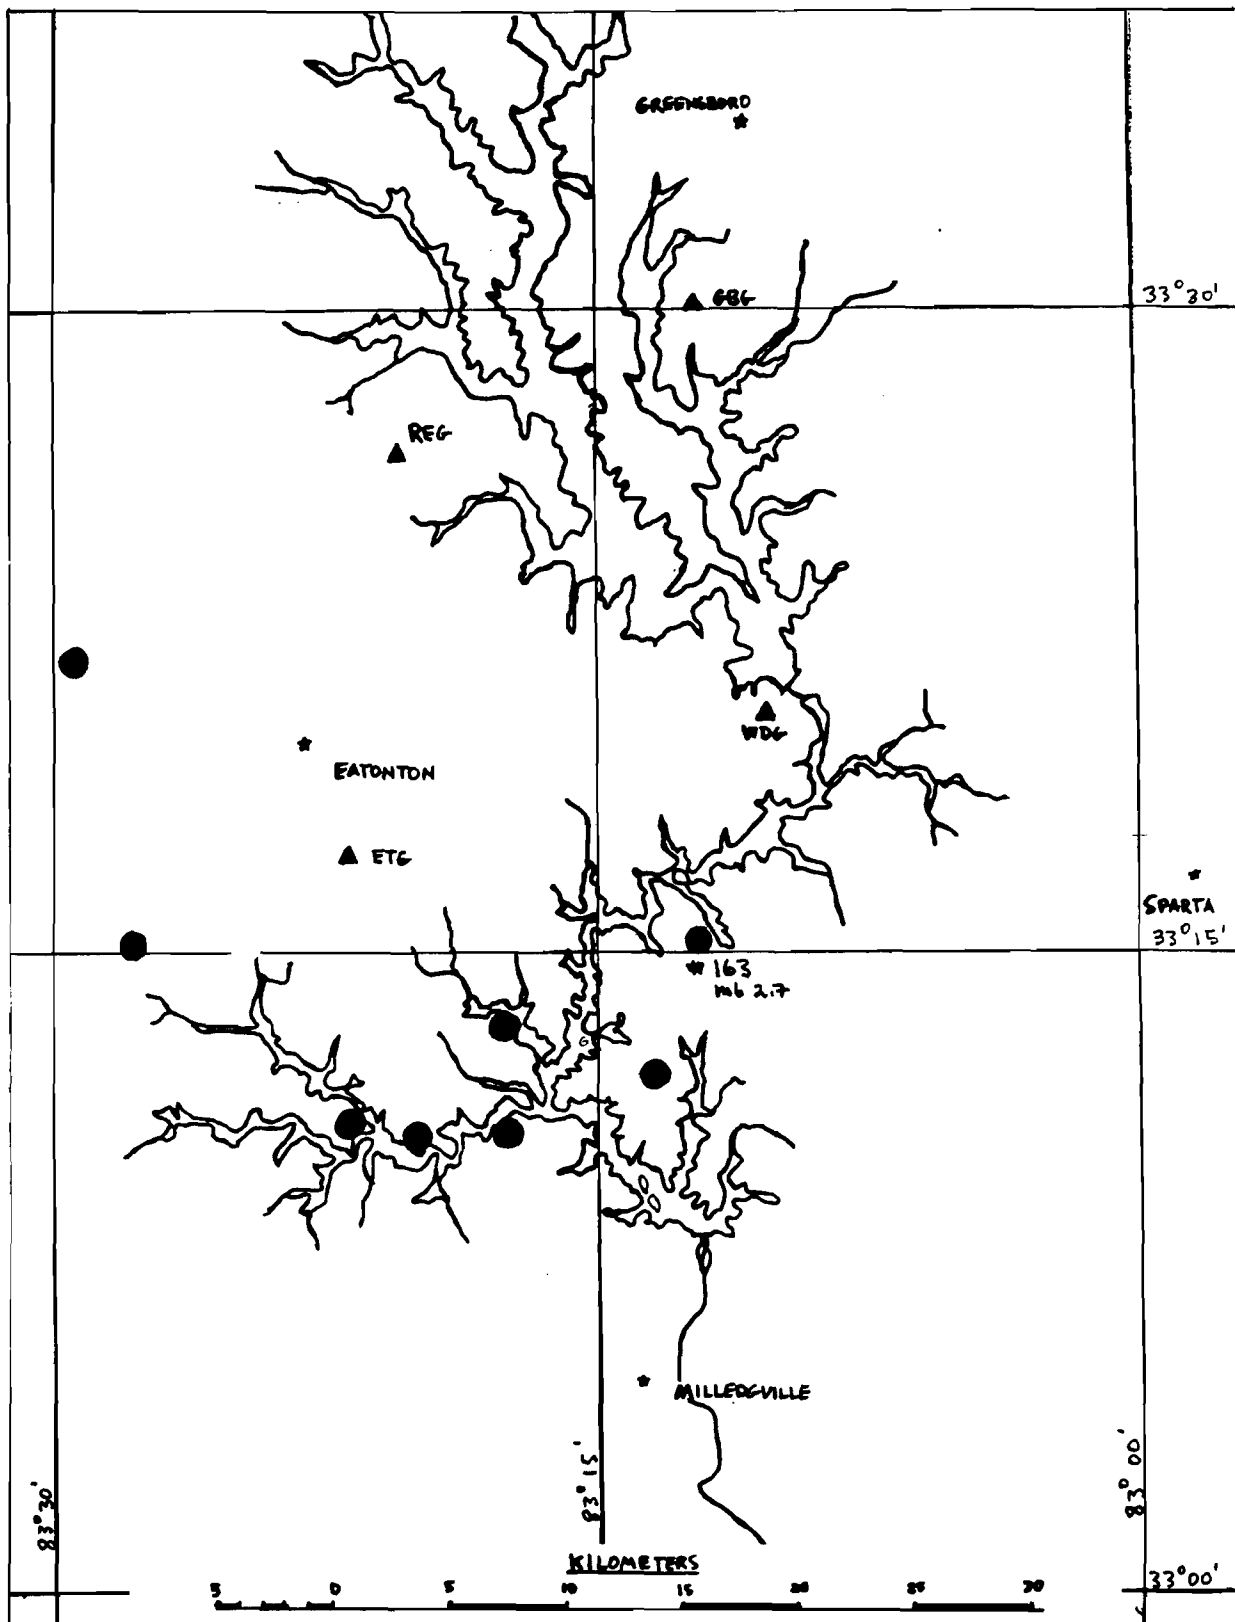 GREENSBORO
GBG
33°30'
REG
WDG
EATONTON
ETG
SPARTA
33°15'
163
mb 2.7
G
MILLEDGVILLE
83°30'
83°15'
83°00'
KILOMETERS
5 0 5 10 15 20 25 30
33°00'